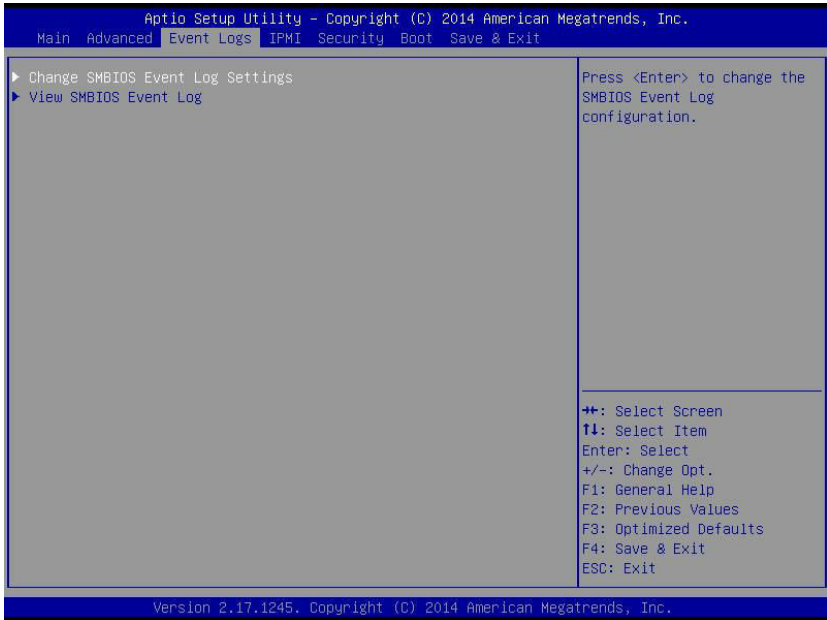 Aptio Setup Utility – Copyright (C) 2014 American Megatrends, Inc.
Main Advanced Event Logs IPMI Security Boot Save & Exit
▶ Change SMBIOS Event Log Settings
▶ View SMBIOS Event Log
Press <Enter> to change the
SMBIOS Event Log
configuration.
→←: Select Screen
↑↓: Select Item
Enter: Select
+/-: Change Opt.
F1: General Help
F2: Previous Values
F3: Optimized Defaults
F4: Save & Exit
ESC: Exit
Version 2.17.1245. Copyright (C) 2014 American Megatrends, Inc.